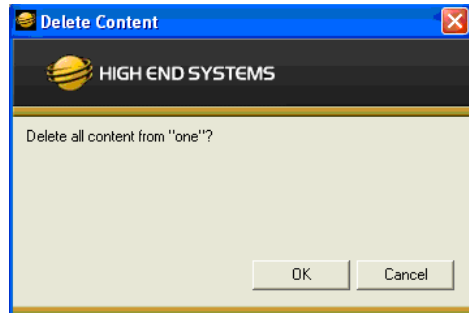 Delete Content
HIGH END SYSTEMS
Delete all content from "one"?
OK Cancel